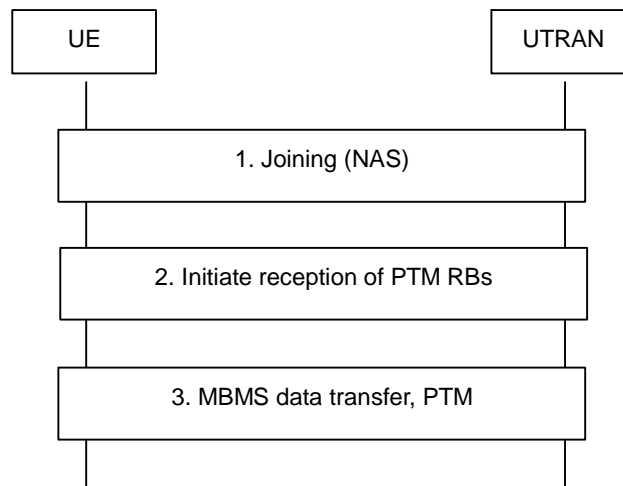 UE
UTRAN
1. Joining (NAS)
2. Initiate reception of PTM RBs
3. MBMS data transfer, PTM